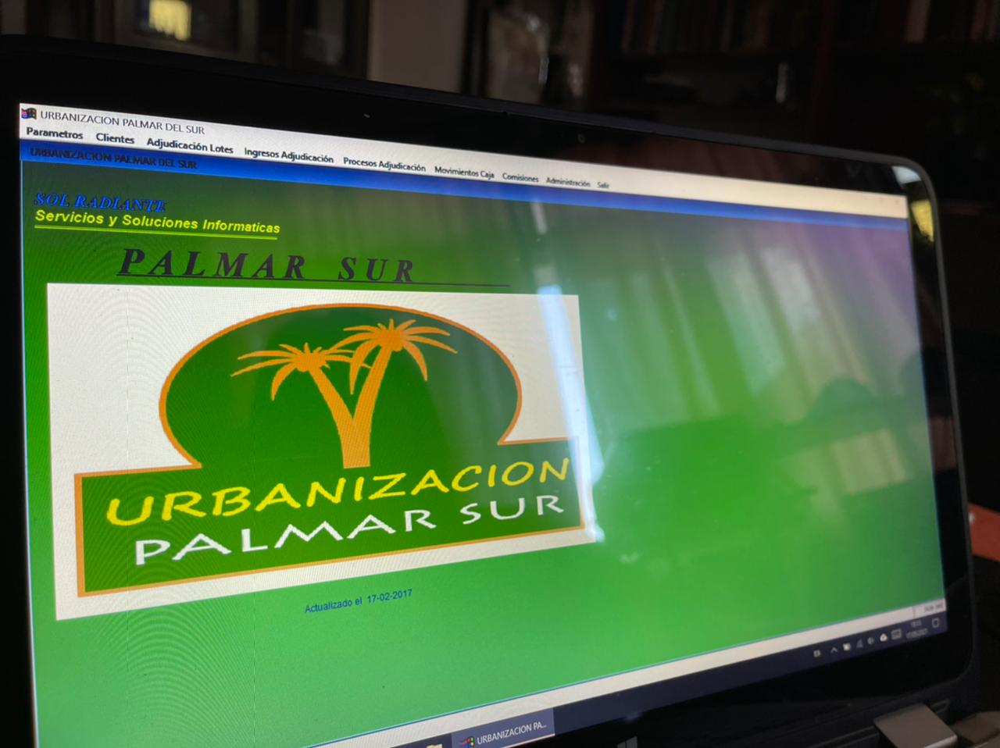 URBANIZACION PALMAR DEL SUR
Parametros Clientes Adjudicación Lotes Ingresos Adjudicación Procesos Adjudicación Movimientos Caja Comisiones Administración Salir
URBANIZACION PALMAR DEL SUR
SOL RADIANTE
Servicios y Soluciones Informaticas
PALMAR SUR
URBANIZACION
PALMAR SUR
Actualizado el 17-02-2017
URBANIZACION PA...